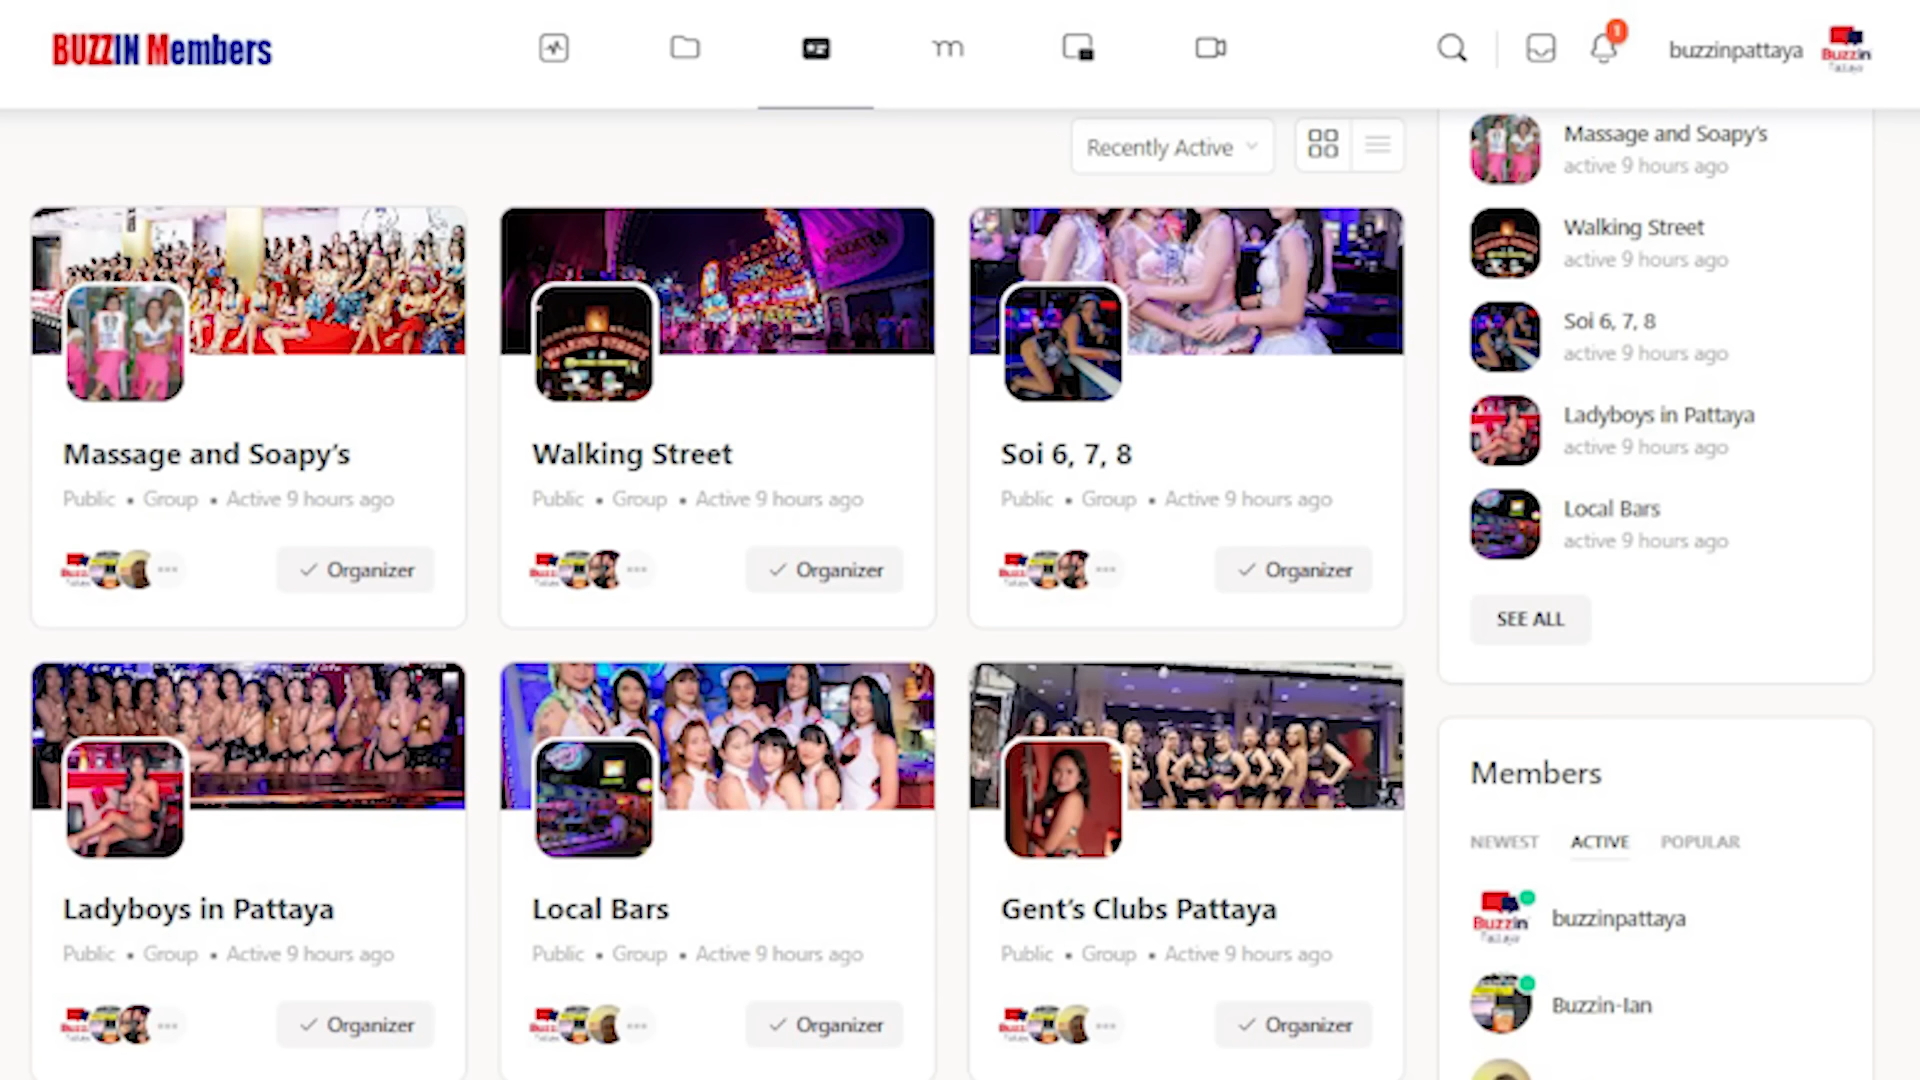 BUZZIN Members
1
buzzinpattaya
Buzzin
Recently Active
Massage and Soapy's
Public • Group • Active 9 hours ago
Organizer
Walking Street
Public • Group • Active 9 hours ago
Organizer
Soi 6, 7, 8
Public • Group • Active 9 hours ago
Organizer
Ladyboys in Pattaya
Public • Group • Active 9 hours ago
Organizer
Local Bars
Public • Group • Active 9 hours ago
Organizer
Gent's Clubs Pattaya
Public • Group • Active 9 hours ago
Organizer
Massage and Soapy's
active 9 hours ago
Walking Street
active 9 hours ago
Soi 6, 7, 8
active 9 hours ago
Ladyboys in Pattaya
active 9 hours ago
Local Bars
active 9 hours ago
SEE ALL
Members
NEWEST ACTIVE POPULAR
Buzzin
buzzinpattaya
Buzzin-Ian